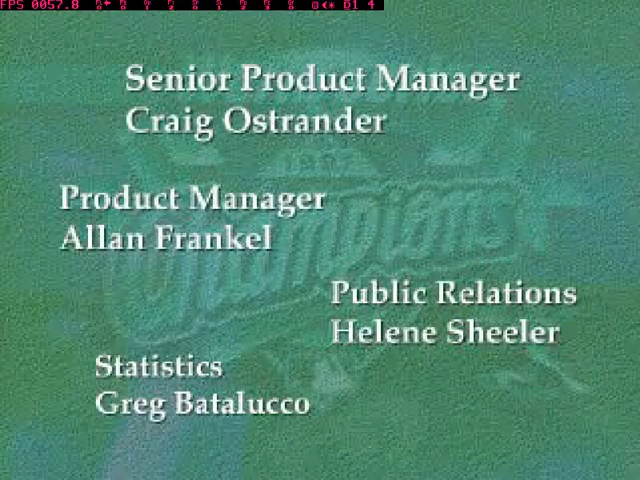 FPS 0057.8
Senior Product Manager
Craig Ostrander
Product Manager
Allan Frankel
Public Relations
Helene Sheeler
Statistics
Greg Batalucco
Champions